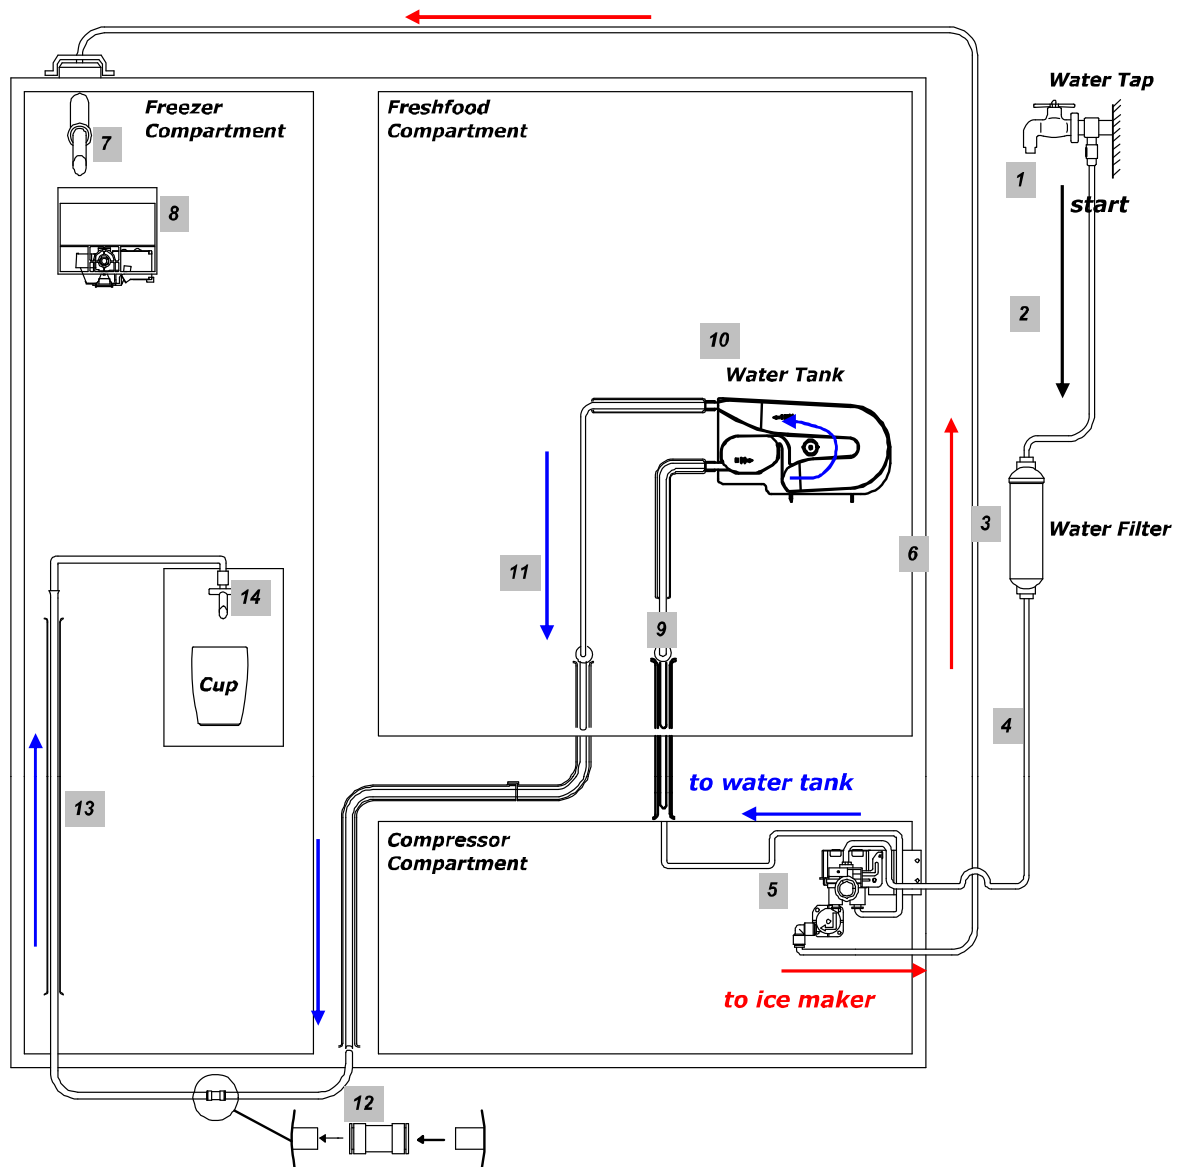 Water Tap
Freezer
Compartment
Freshfood
Compartment
7
1
start
8
2
10
Water Tank
3
Water Filter
6
11
14
9
Cup
4
to water tank
13
Compressor
Compartment
5
to ice maker
12